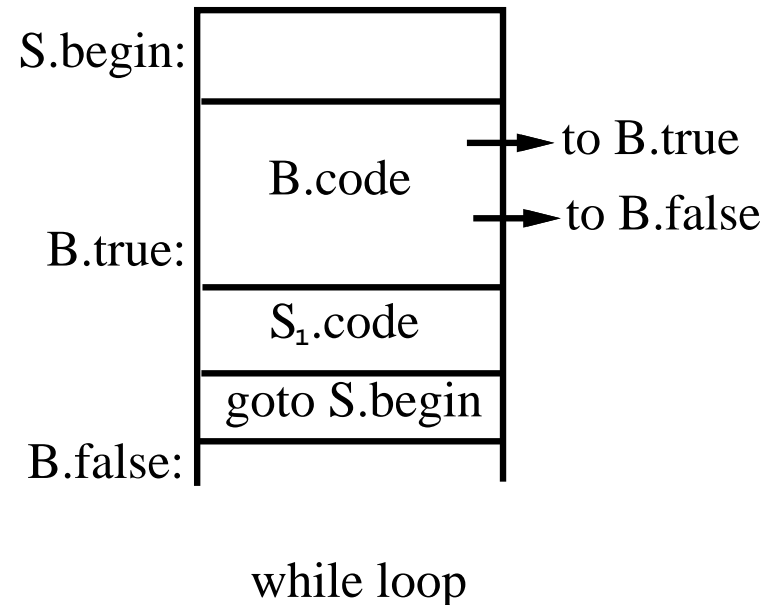 S.begin:
to B.true
B.code
to B.false
B.true:
S₁.code
goto S.begin
B.false:
while loop